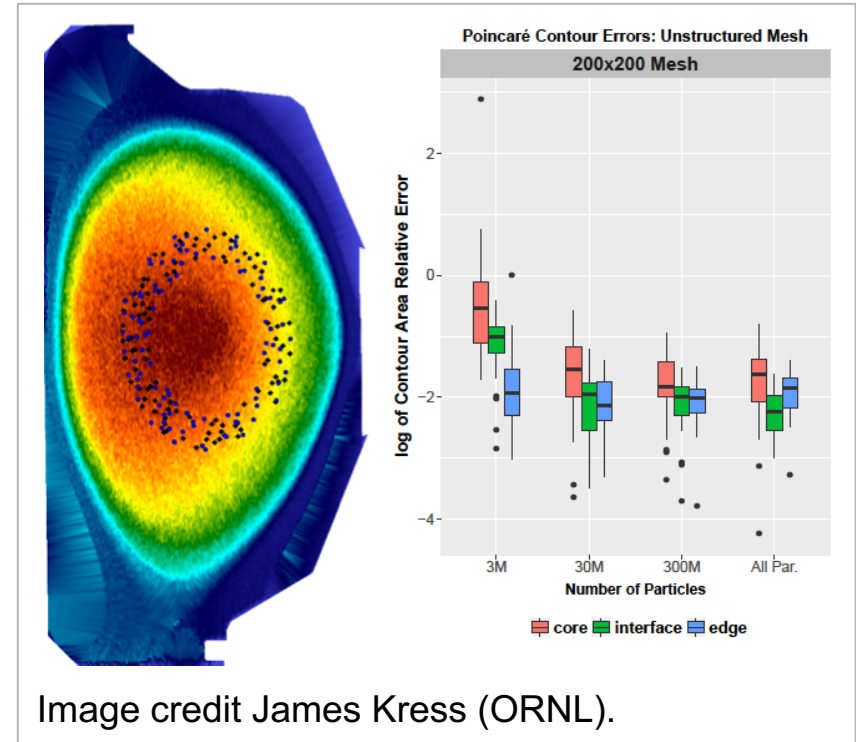 Poincaré Contour Errors: Unstructured Mesh
200x200 Mesh
log of Contour Area Relative Error
2
0
−2
−4
3M 30M 300M All Par.
Number of Particles
core interface edge
Image credit James Kress (ORNL).